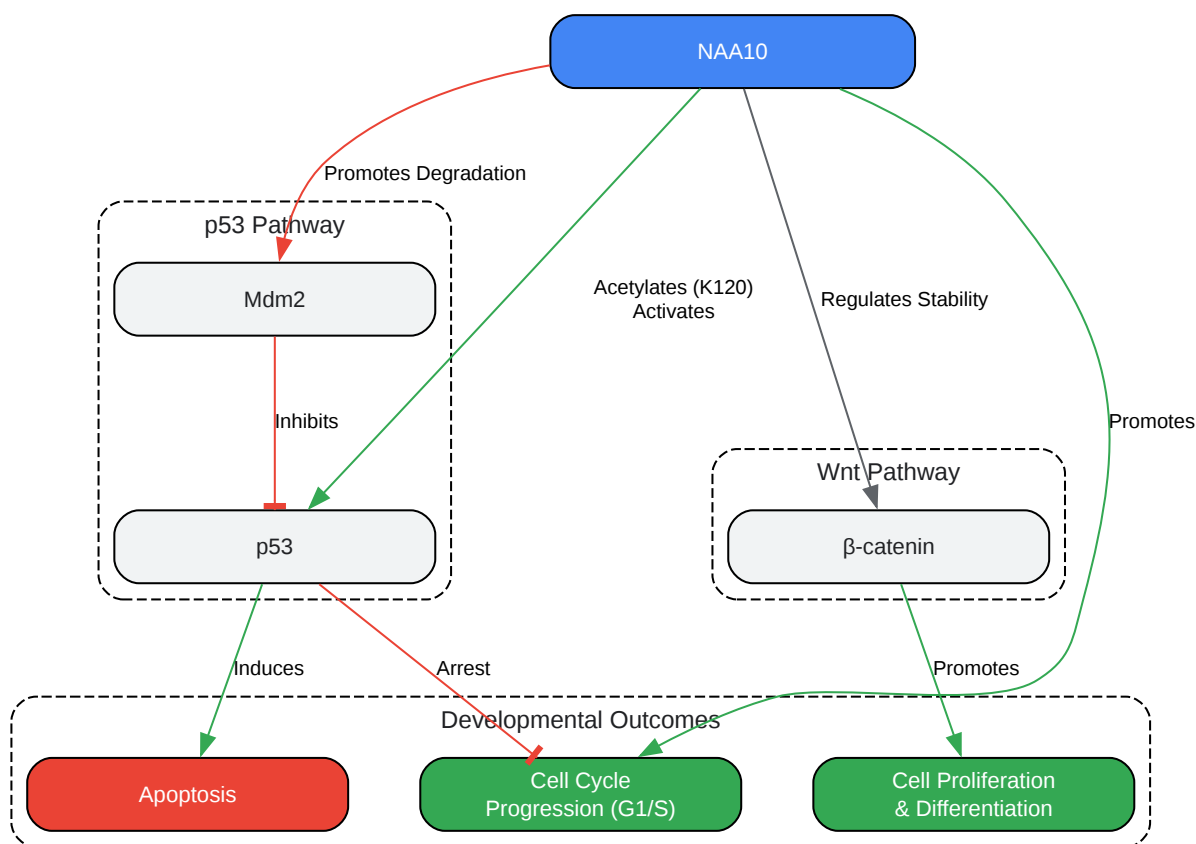 NAA10
Promotes Degradation
p53 Pathway
Mdm2
Acetylates (K120)
Activates
Regulates Stability
Inhibits
Promotes
Wnt Pathway
p53
β-catenin
Induces
Arrest
Promotes
Developmental Outcomes
Apoptosis
Cell Cycle
Progression (G1/S)
Cell Proliferation
& Differentiation